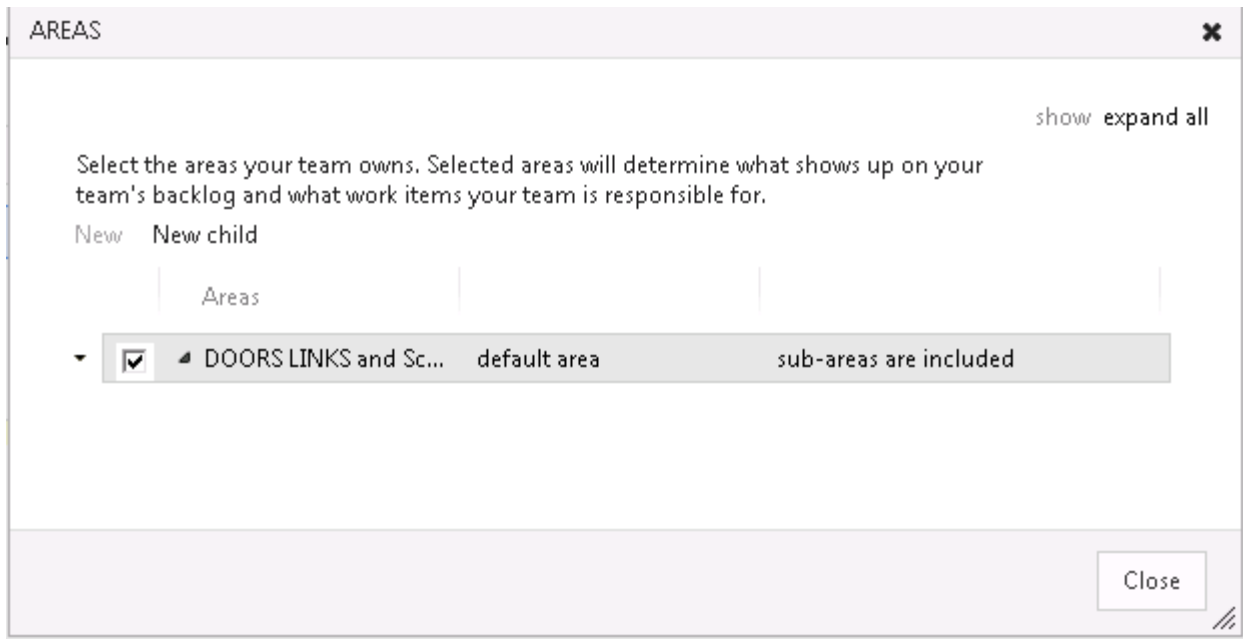 AREAS
show expand all
Select the areas your team owns. Selected areas will determine what shows up on your
team's backlog and what work items your team is responsible for.
New New child
Areas
DOORS LINKS and Sc... default area sub-areas are included
Close